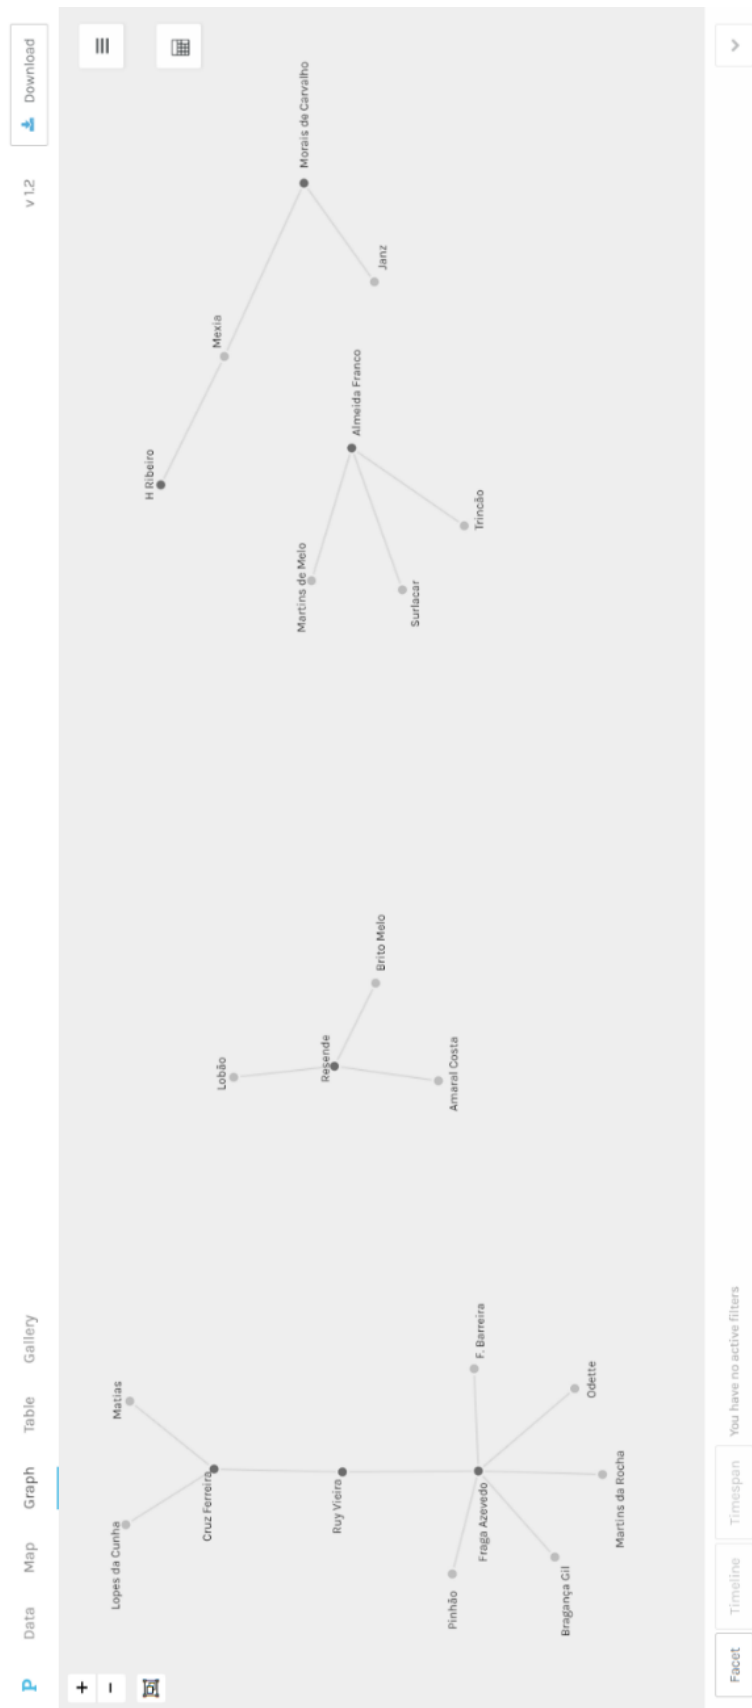 P Data Map Graph Table Gallery v 1.2 Download
+
−
H Ribeiro
Mexia
Morais de Carvalho
Janz
Almeida Franco
Martins de Melo
Surlacar
Trincão
Lobão
Resende
Brito Melo
Amaral Costa
Lopes da Cunha
Matias
Cruz Ferreira
Ruy Vieira
Fraga Azevedo
F. Barreira
Pinhão
Odette
Bragança Gil
Martins da Rocha
Facet Timeline Timespan You have no active filters